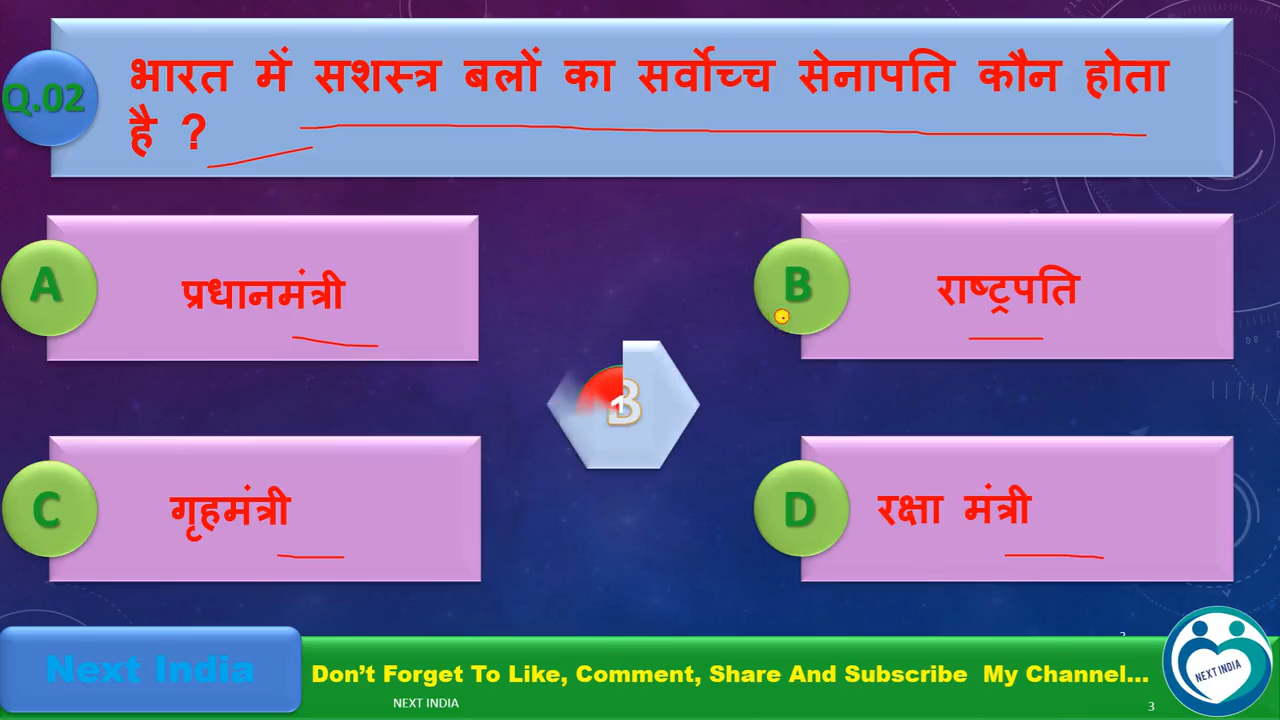 Q.02
भारत में सशस्त्र बलों का सर्वोच्च सेनापति कौन होता
है ?
A
प्रधानमंत्री
B
राष्ट्रपति
1
B
C
गृहमंत्री
D
रक्षा मंत्री
Next India
Don’t Forget To Like, Comment, Share And Subscribe My Channel...
NEXT INDIA
3
NEXT INDIA